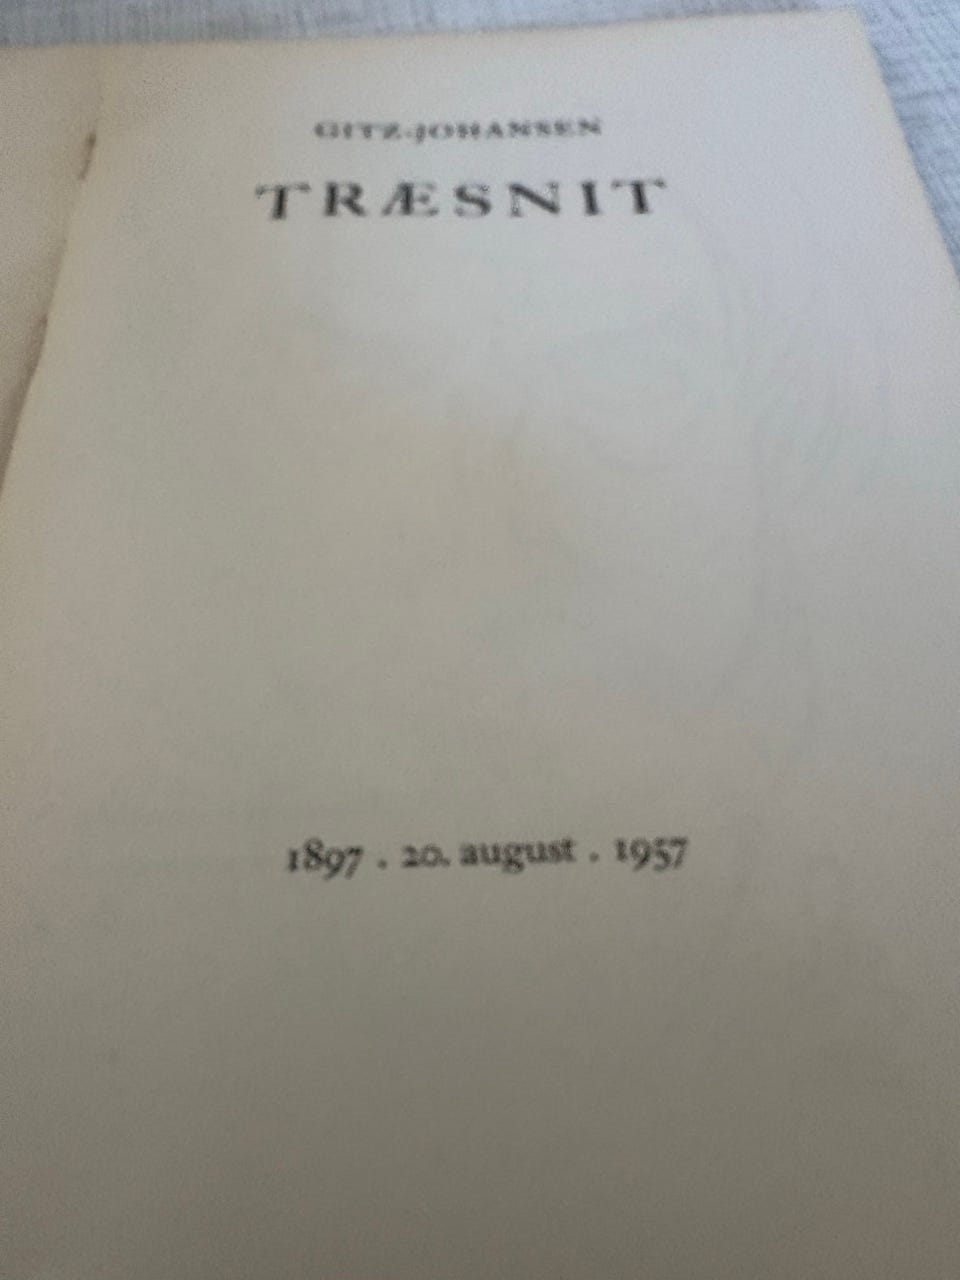 GITZ-JOHANSEN
TRÆSNIT
1897 . 20. august . 1957